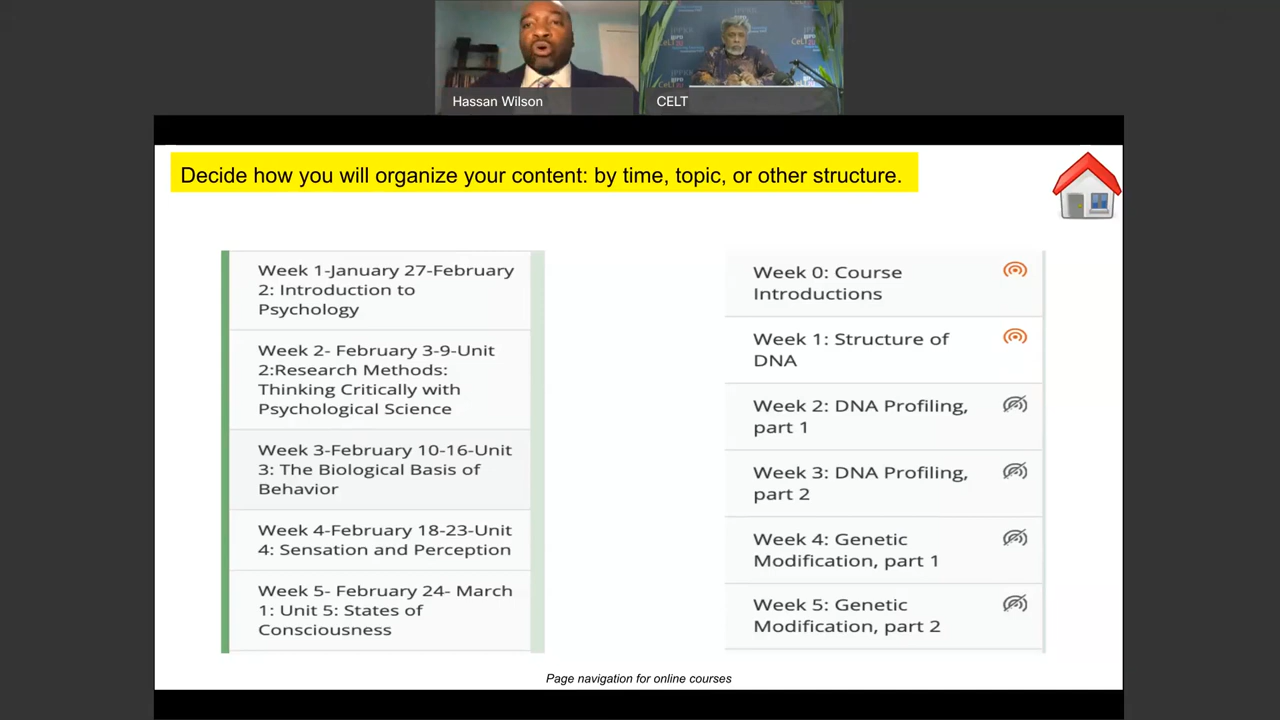 Hassan Wilson
CELT
Decide how you will organize your content: by time, topic, or other structure.
Week 1-January 27-February
2: Introduction to
Psychology
Week 2- February 3-9-Unit
2:Research Methods:
Thinking Critically with
Psychological Science
Week 3-February 10-16-Unit
3: The Biological Basis of
Behavior
Week 4-February 18-23-Unit
4: Sensation and Perception
Week 5- February 24- March
1: Unit 5: States of
Consciousness
Week 0: Course
Introductions
Week 1: Structure of
DNA
Week 2: DNA Profiling,
part 1
Week 3: DNA Profiling,
part 2
Week 4: Genetic
Modification, part 1
Week 5: Genetic
Modification, part 2
Page navigation for online courses